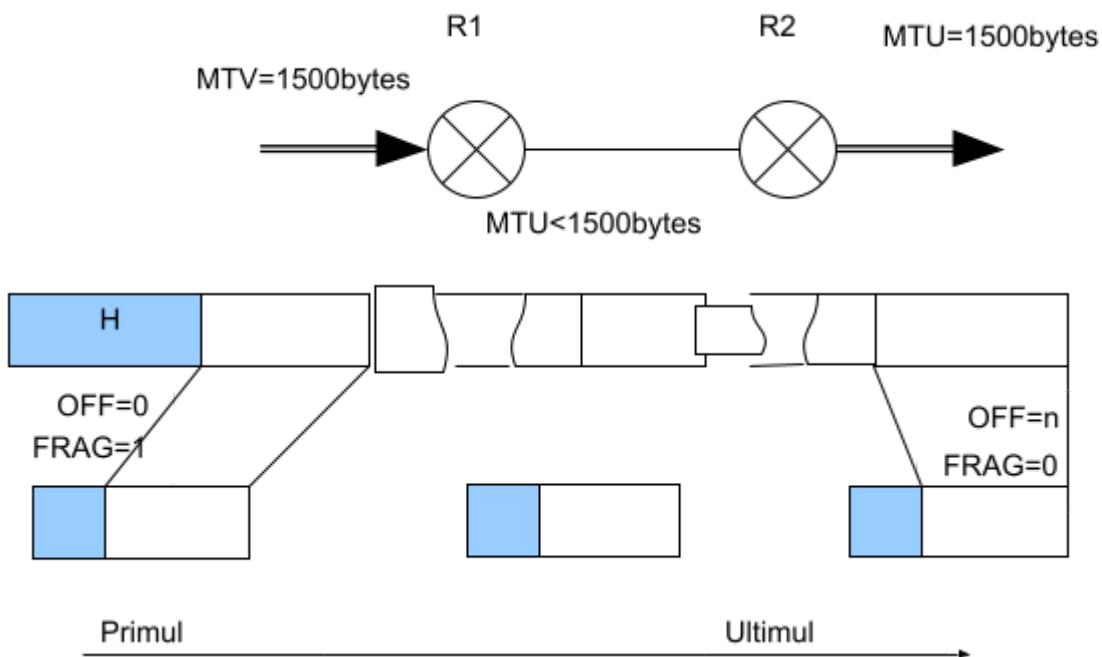 R1
R2
MTU=1500bytes
MTV=1500bytes
MTU<1500bytes
H
OFF=0
FRAG=1
OFF=n
FRAG=0
Primul
Ultimul